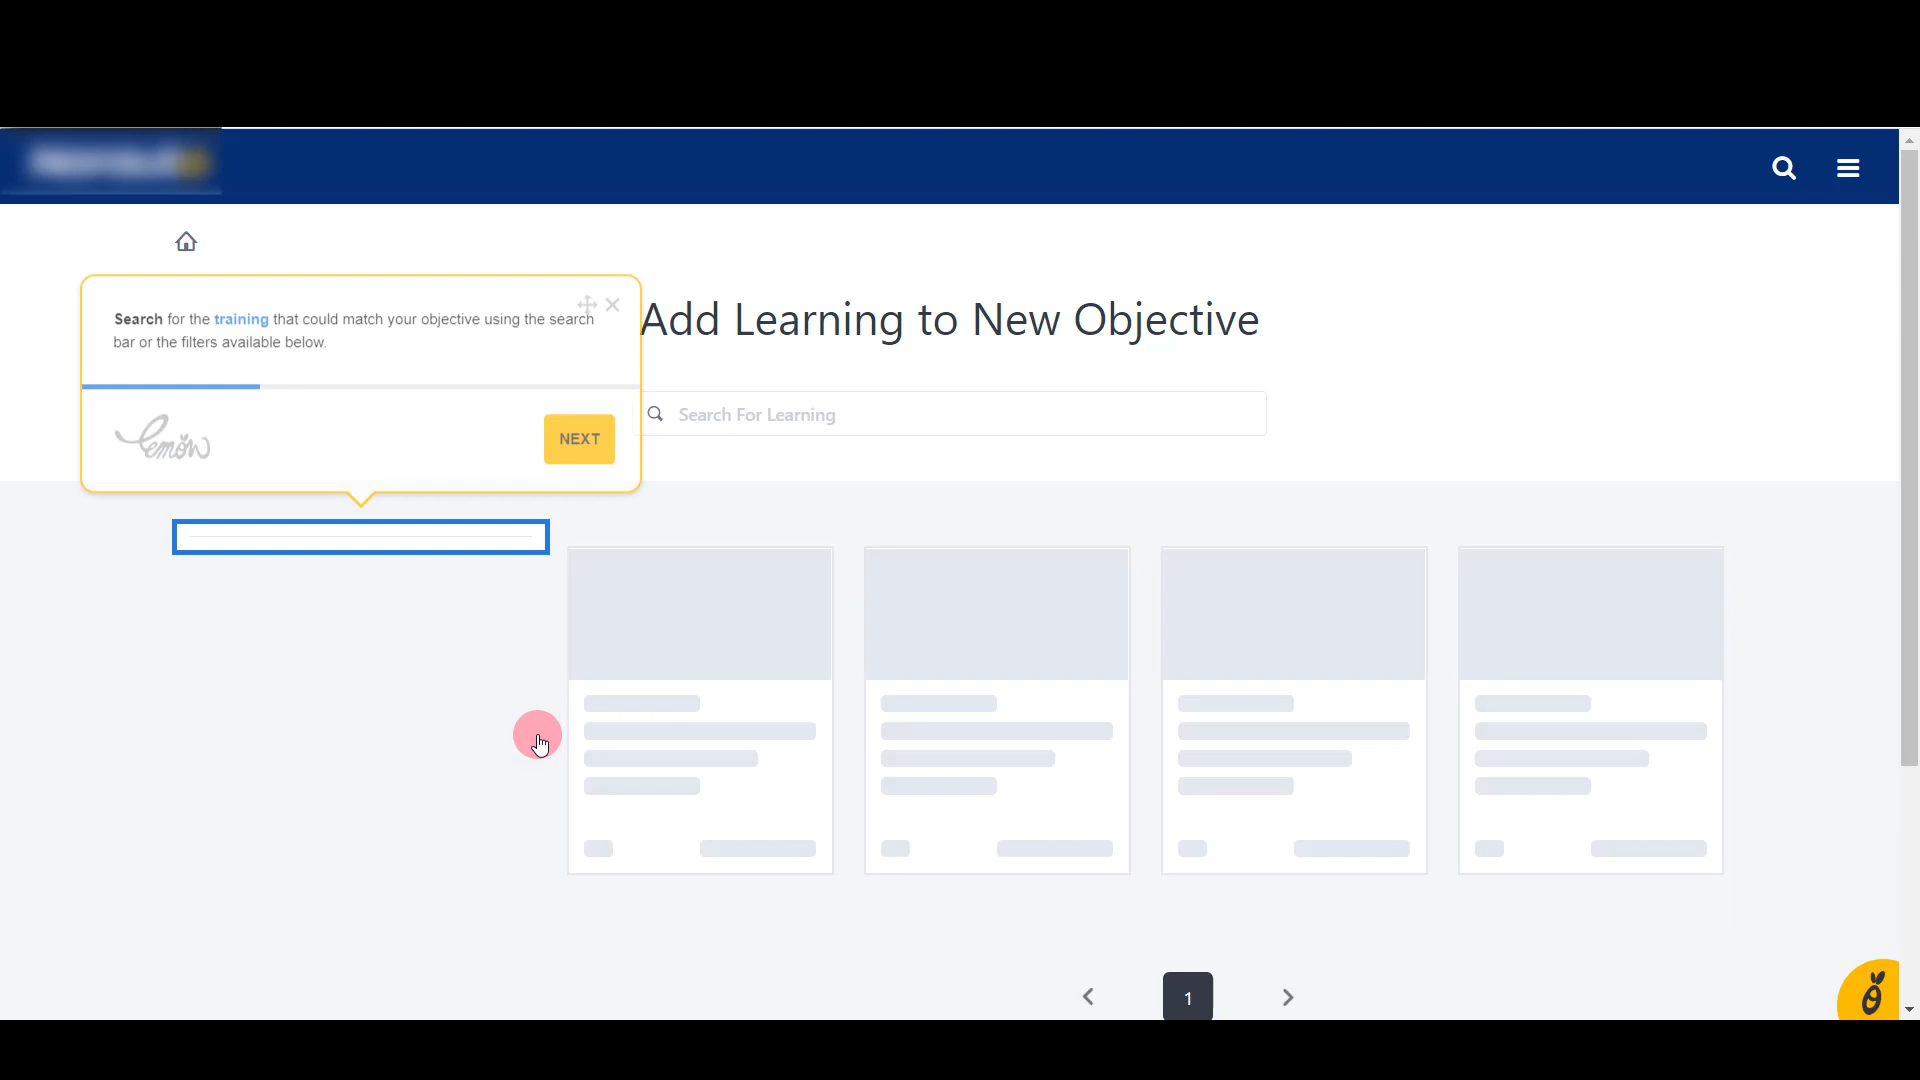 Search for the training that could match your objective using the search
bar or the filters available below.
Lemon
NEXT
Add Learning to New Objective
Search For Learning
1